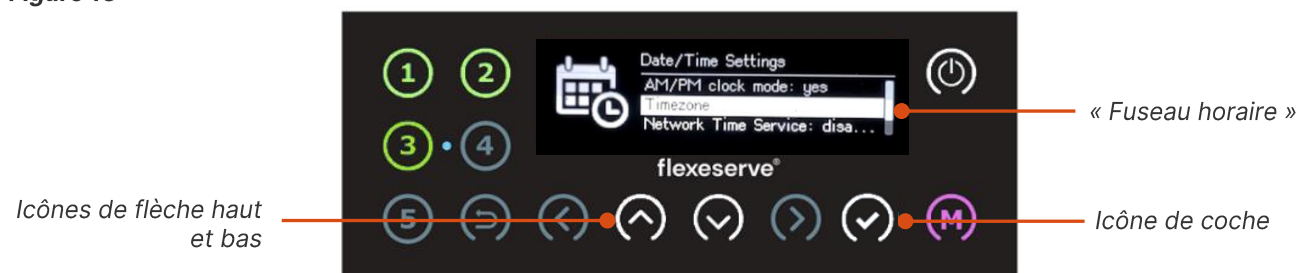 Date/Time Settings
AM/PM clock mode: yes
Timezone
Network Time Service: disa...
« Fuseau horaire »
1
2
3
4
flexeserve®
Icônes de flèche haut
et bas
5
M
Icône de coche